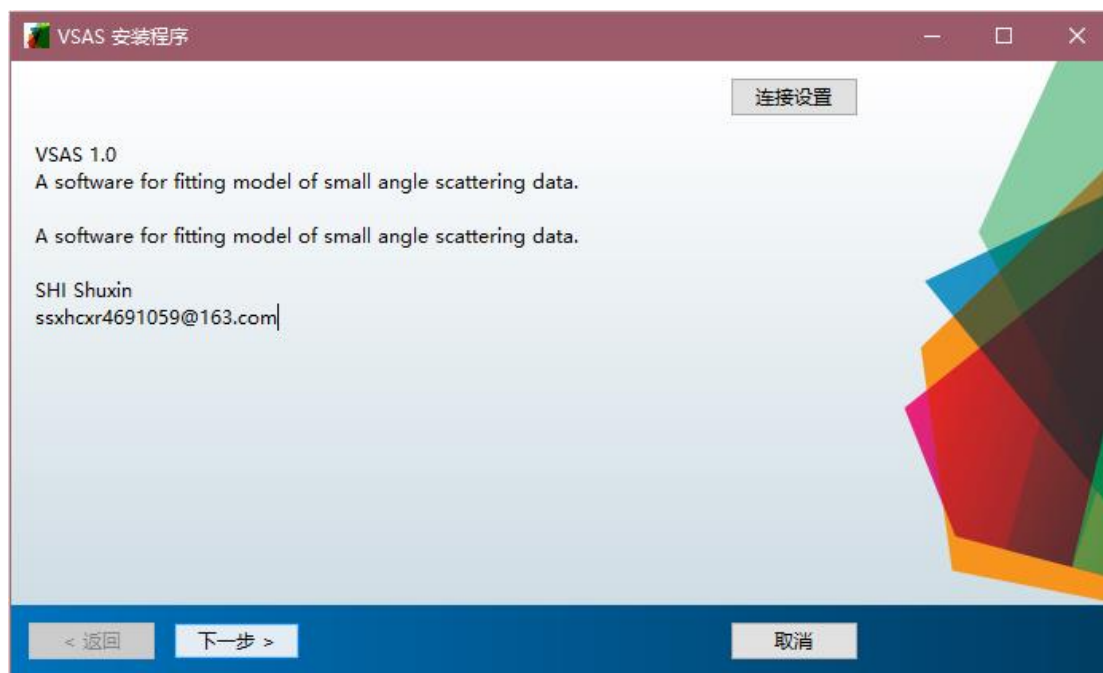 VSAS 安装程序
连接设置
VSAS 1.0
A software for fitting model of small angle scattering data.
A software for fitting model of small angle scattering data.
SHI Shuxin
ssxhcxr4691059@163.com
< 返回
下一步 >
取消